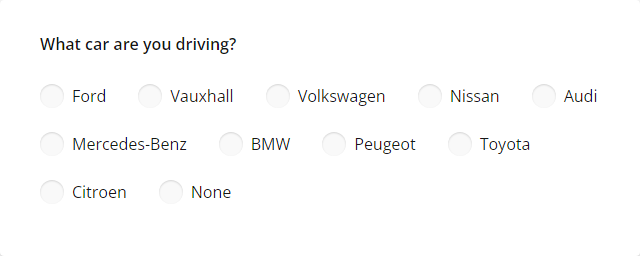 What car are you driving?
Ford Vauxhall Volkswagen Nissan Audi
Mercedes-Benz BMW Peugeot Toyota
Citroen None